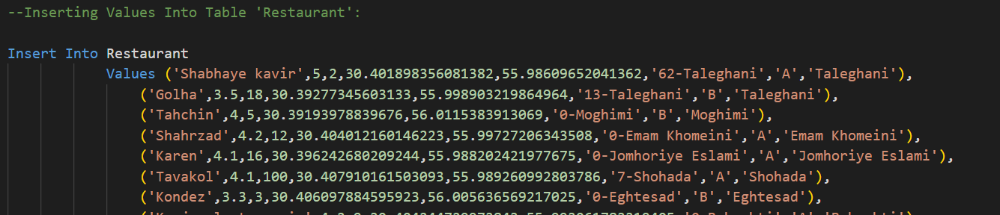 --Inserting Values Into Table 'Restaurant':
Insert Into Restaurant
Values ('Shabhaye kavir',5,2,30.401898356081382,55.98609652041362,'62-Taleghani','A','Taleghani'),
('Golha',3.5,18,30.39277345603133,55.998903219864964,'13-Taleghani','B','Taleghani'),
('Tahchin',4,5,30.39193978839676,56.0115383913069,'0-Moghimi','B','Moghimi'),
('Shahrzad',4.2,12,30.404012160146223,55.99727206343508,'0-Emam Khomeini','A','Emam Khomeini'),
('Karen',4.1,16,30.396242680209244,55.988202421977675,'0-Jomhoriye Eslami','A','Jomhoriye Eslami'),
('Tavakol',4.1,100,30.407910161503093,55.989260992803786,'7-Shohada','A','Shohada'),
('Kondez',3.3,3,30.406097884595923,56.005636569217025,'0-Eghtesad','B','Eghtesad'),